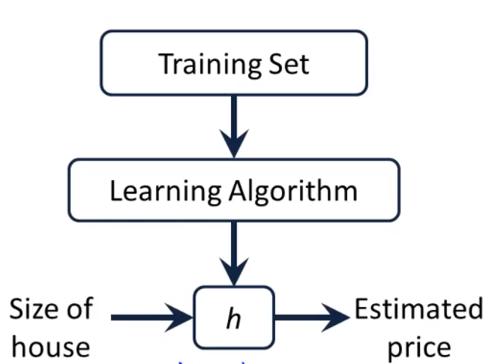 Training Set
Learning Algorithm
Size of
house
h
Estimated
price